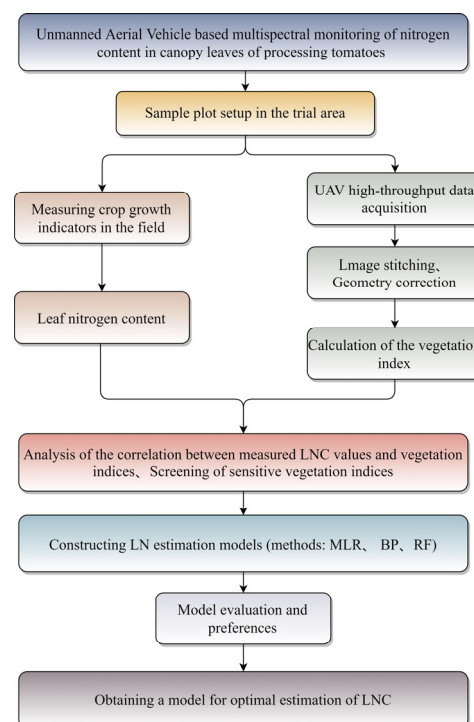 Unmanned Aerial Vehicle based multispectral monitoring of nitrogen
content in canopy leaves of processing tomatoes
Sample plot setup in the trial area
Measuring crop growth
indicators in the field
Leaf nitrogen content
UAV high-throughput data
acquisition
Lmage stitching、
Geometry correction
Calculation of the vegetation
index
Analysis of the correlation between measured LNC values and vegetation
indices、Screening of sensitive vegetation indices
Constructing LN estimation models (methods: MLR、 BP、RF)
Model evaluation and
preferences
Obtaining a model for optimal estimation of LNC